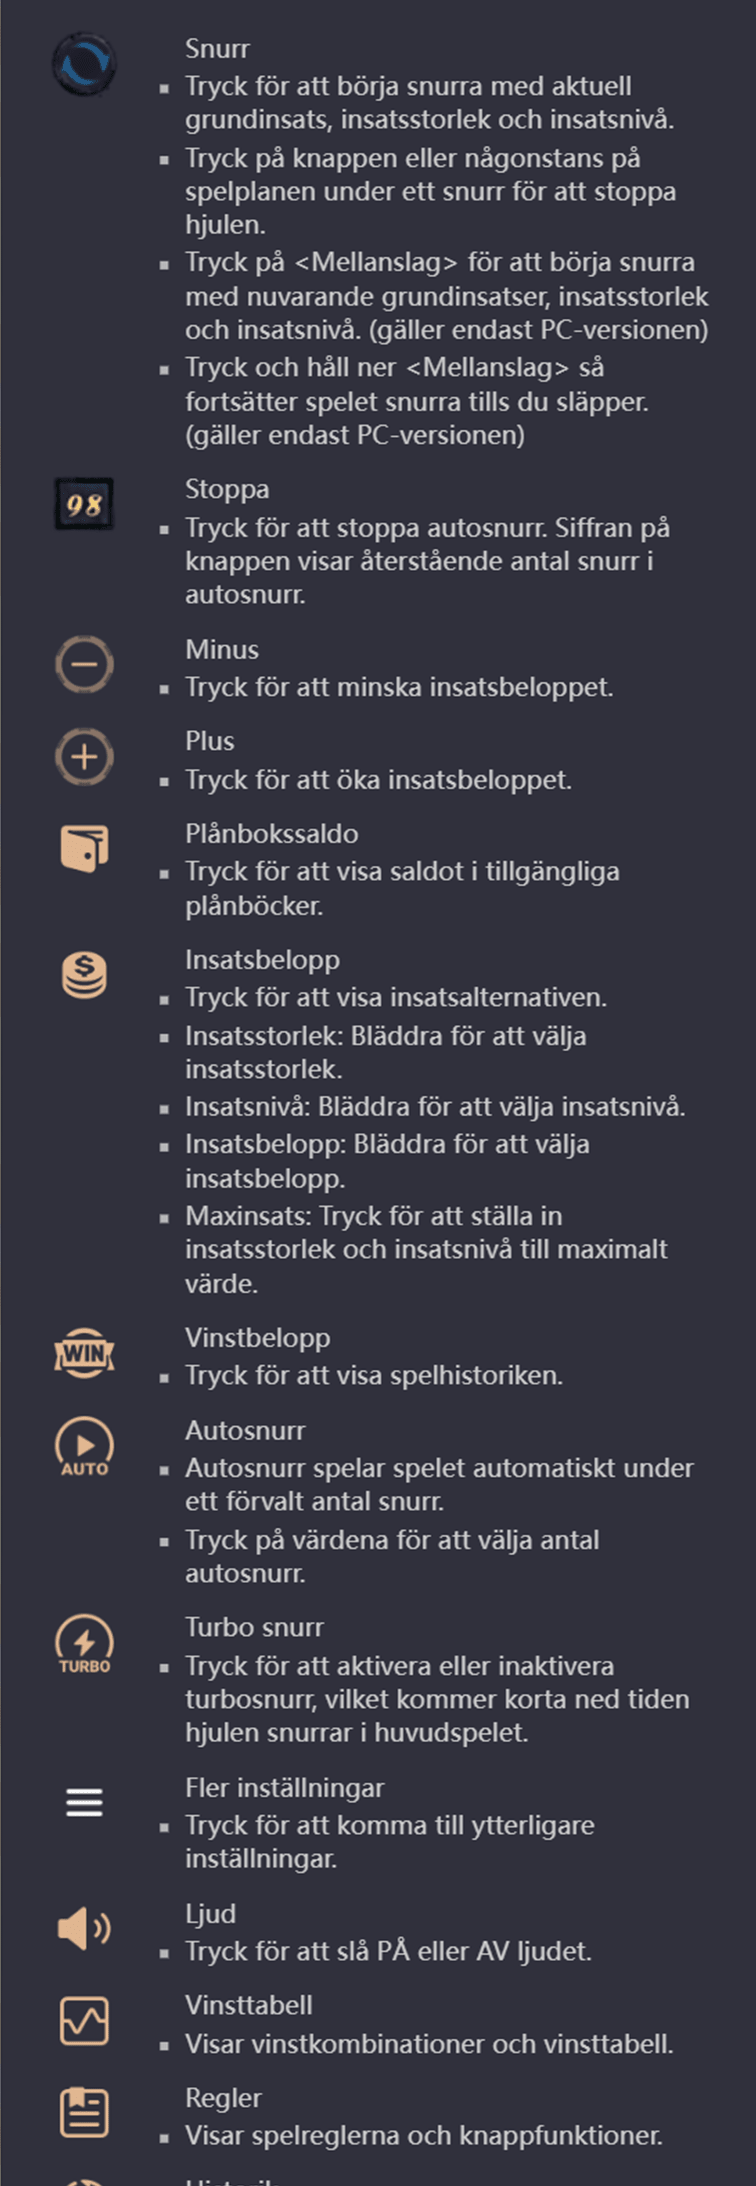 Snurr
Tryck för att börja snurra med aktuell
grundinsats, insatsstorlek och insatsnivå.
Tryck på knappen eller någonstans på
spelplanen under ett snurr för att stoppa
hjulen.
Tryck på <Mellanslag> för att börja snurra
med nuvarande grundinsatser, insatsstorlek
och insatsnivå. (gäller endast PC-versionen)
Tryck och håll ner <Mellanslag> så
fortsätter spelet snurra tills du släpper.
(gäller endast PC-versionen)
98
Stoppa
Tryck för att stoppa autosnurr. Siffran på
knappen visar återstående antal snurr i
autosnurr.
Minus
Tryck för att minska insatsbeloppet.
Plus
Tryck för att öka insatsbeloppet.
Plånbokssaldo
Tryck för att visa saldot i tillgängliga
plånböcker.
$
Insatsbelopp
Tryck för att visa insatsalternativen.
Insatsstorlek: Bläddra för att välja
insatsstorlek.
Insatsnivå: Bläddra för att välja insatsnivå.
Insatsbelopp: Bläddra för att välja
insatsbelopp.
Maxinsats: Tryck för att ställa in
insatsstorlek och insatsnivå till maximalt
värde.
WIN
Vinstbelopp
Tryck för att visa spelhistoriken.
AUTO
Autosnurr
Autosnurr spelar spelet automatiskt under
ett förvalt antal snurr.
Tryck på värdena för att välja antal
autosnurr.
TURBO
Turbo snurr
Tryck för att aktivera eller inaktivera
turbosnurr, vilket kommer korta ned tiden
hjulen snurrar i huvudspelet.
Fler inställningar
Tryck för att komma till ytterligare
inställningar.
Ljud
Tryck för att slå PÅ eller AV ljudet.
Vinsttabell
Visar vinstkombinationer och vinsttabell.
Regler
Visar spelreglerna och knappfunktioner.